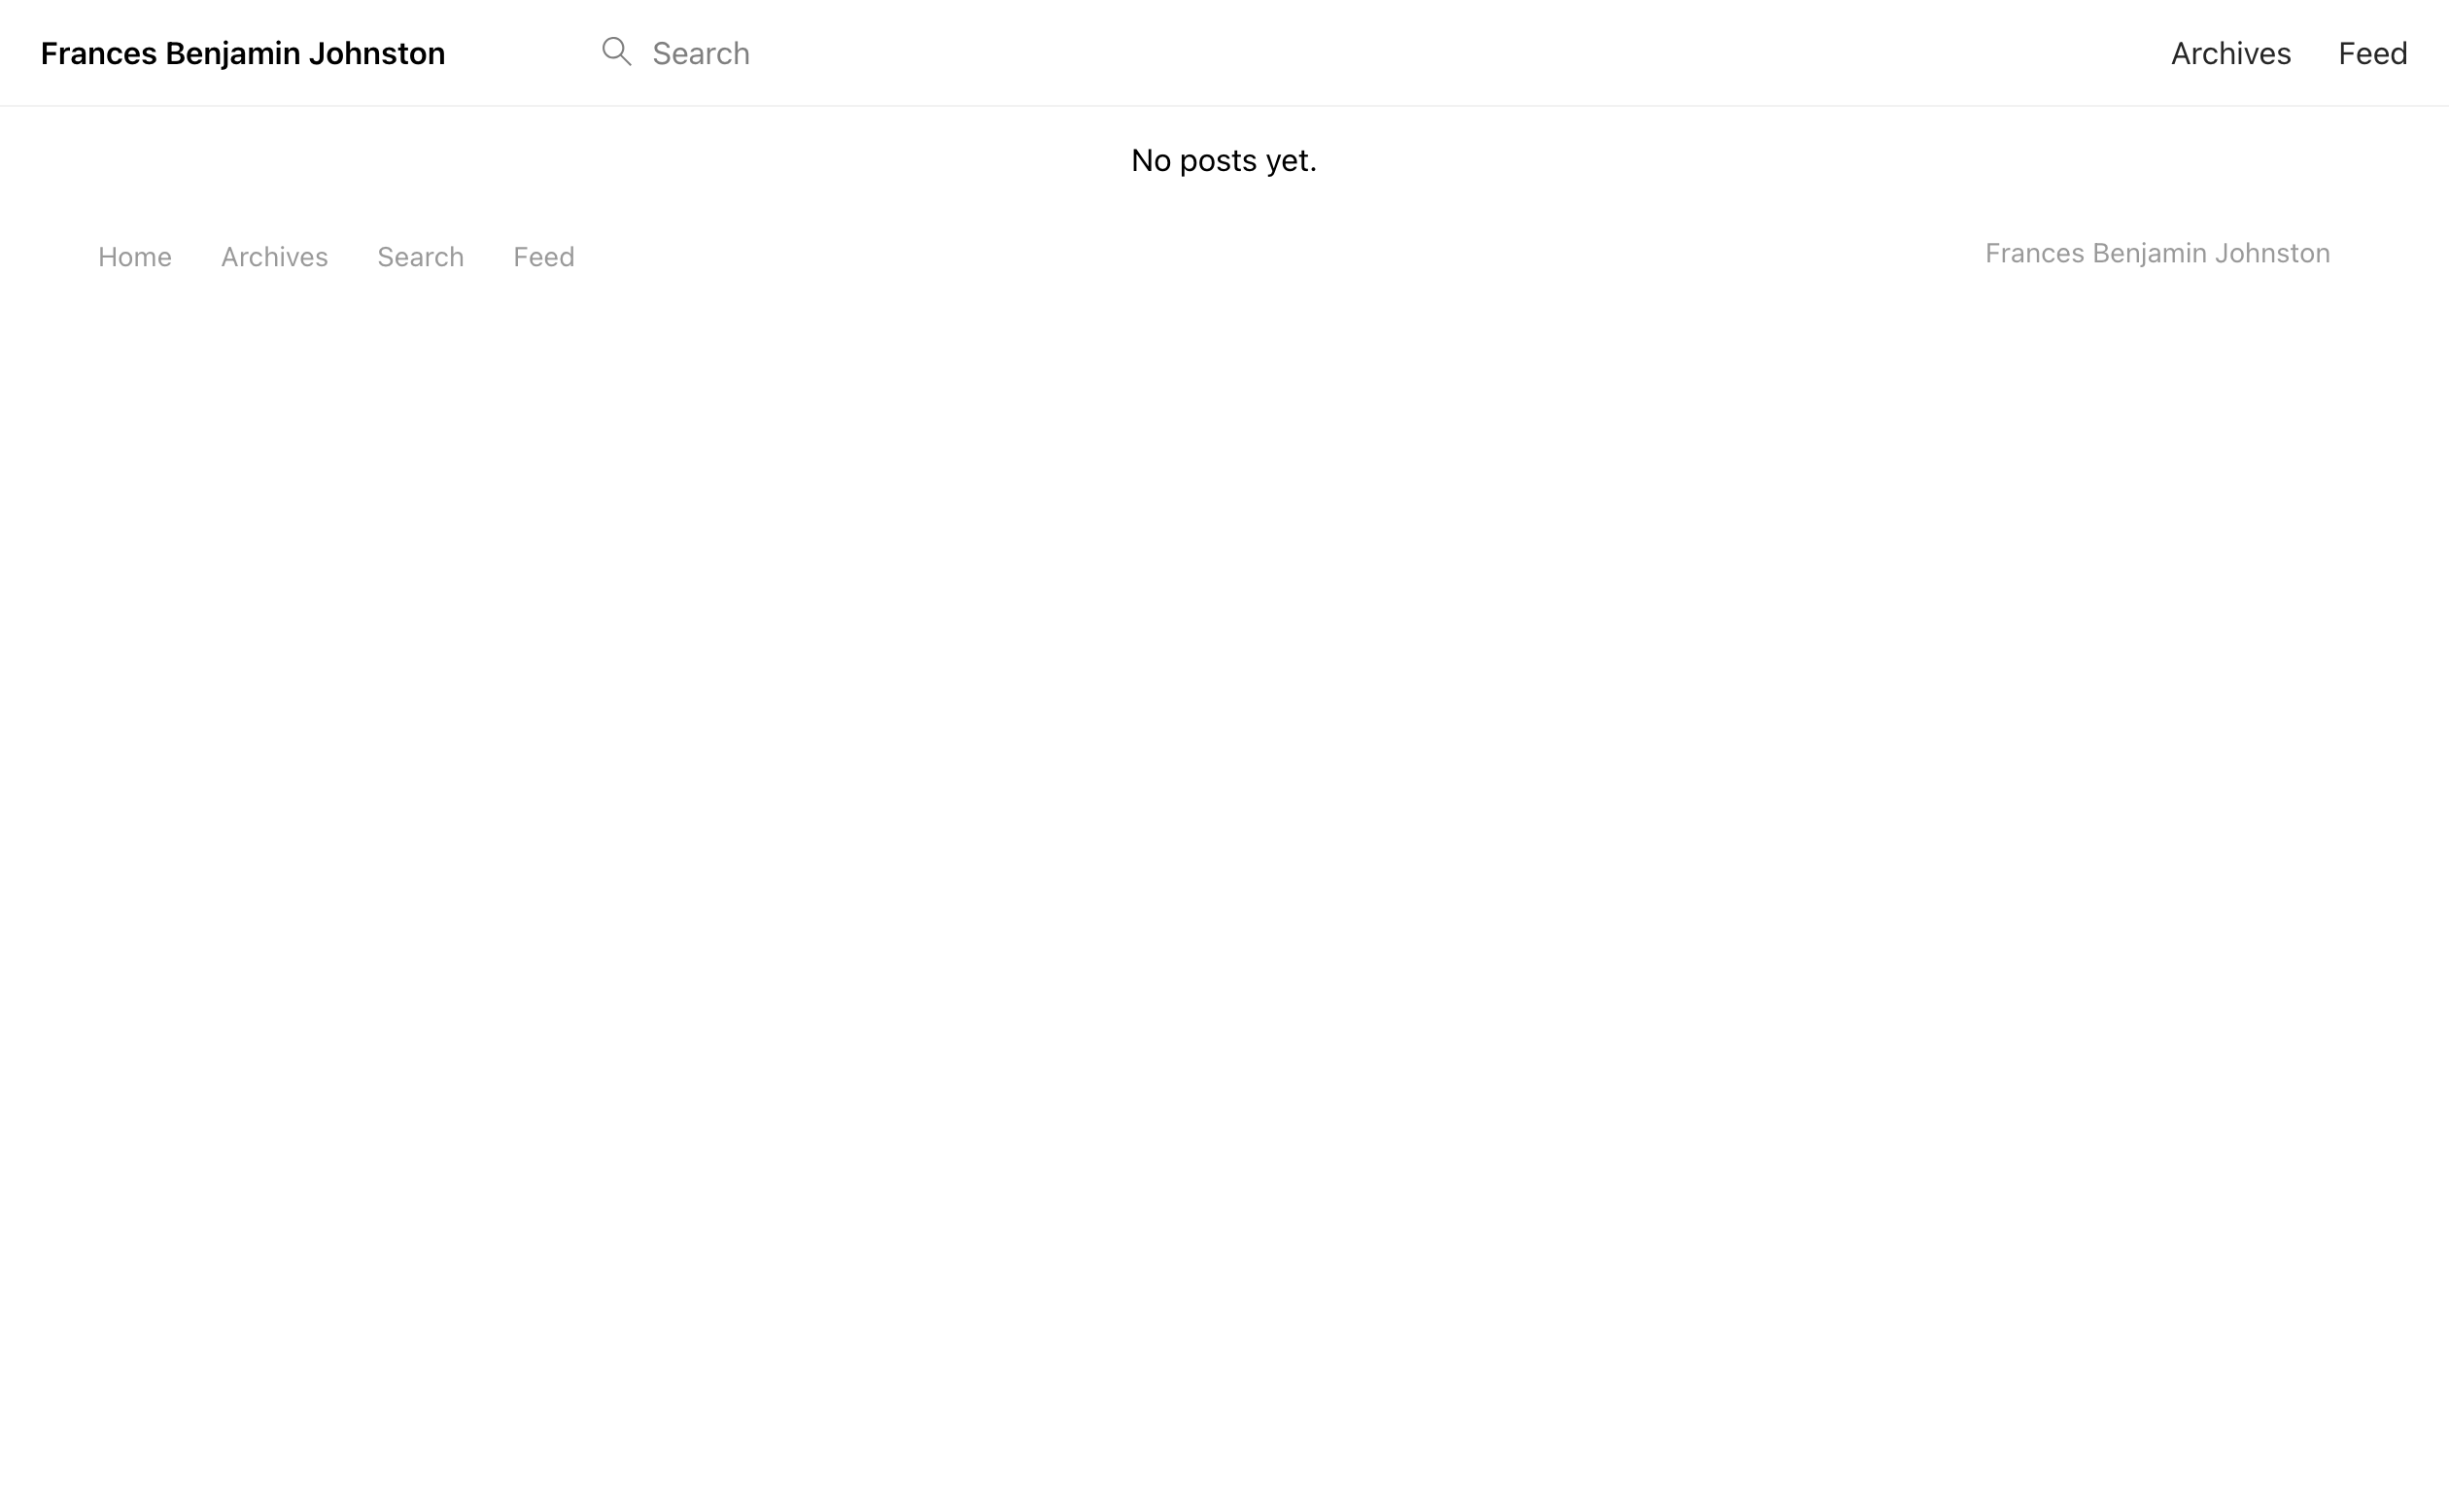 Frances Benjamin Johnston Search Archives Feed
No posts yet.
Home Archives Search Feed Frances Benjamin Johnston